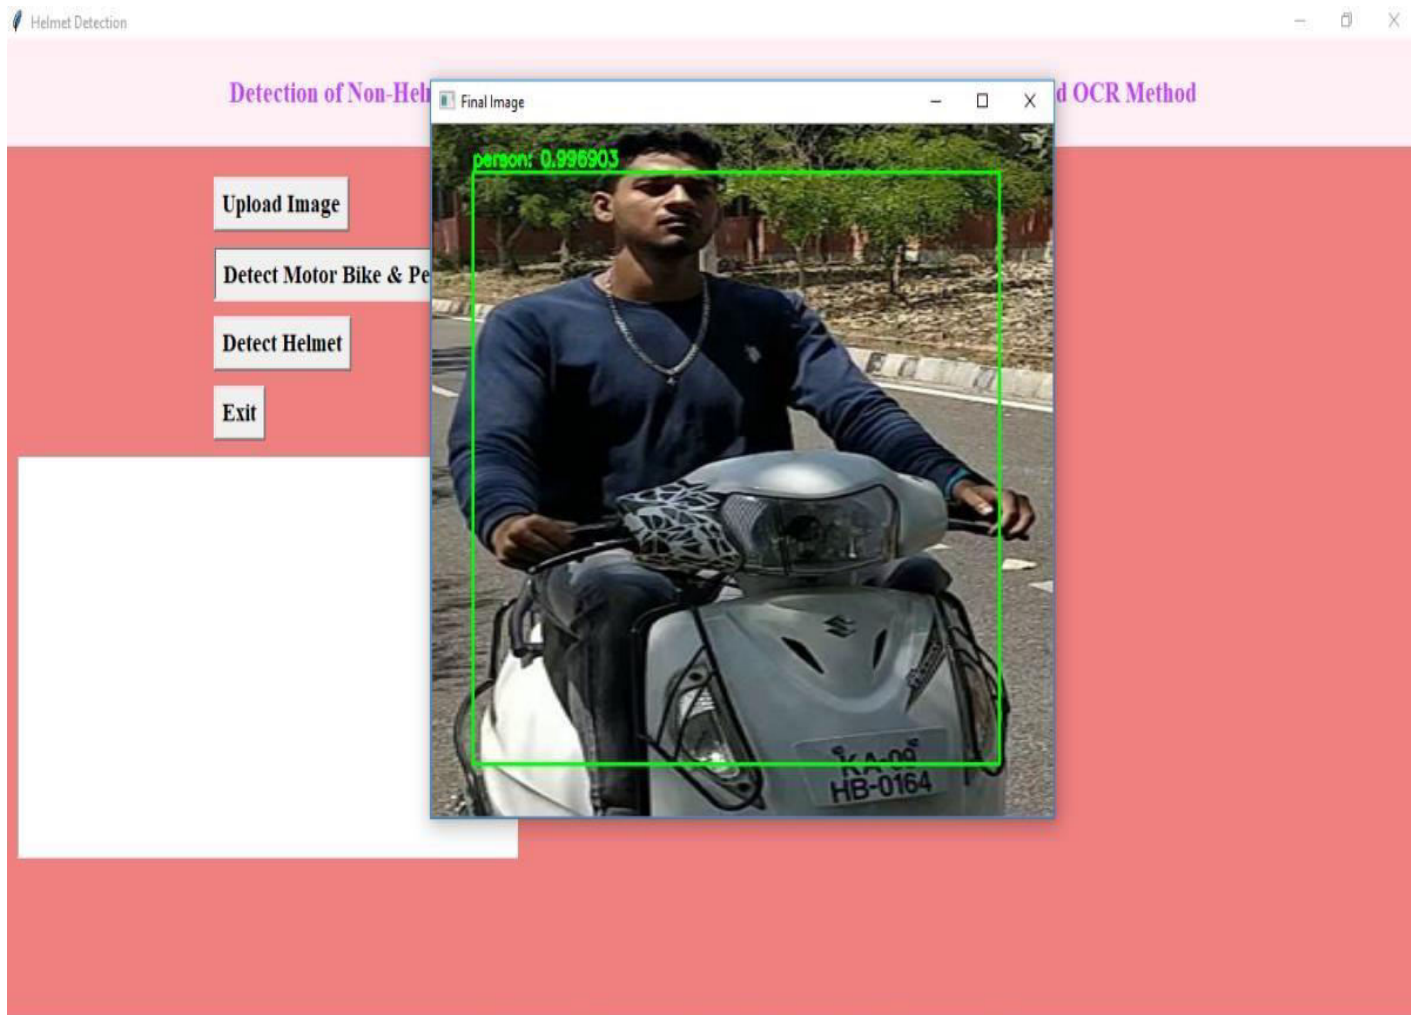 Helmet Detection
Detection of Non-Hel
d OCR Method
Final Image
person: 0.996903
Upload Image
Detect Motor Bike & Pe
Detect Helmet
Exit
KA-09
HB-0164